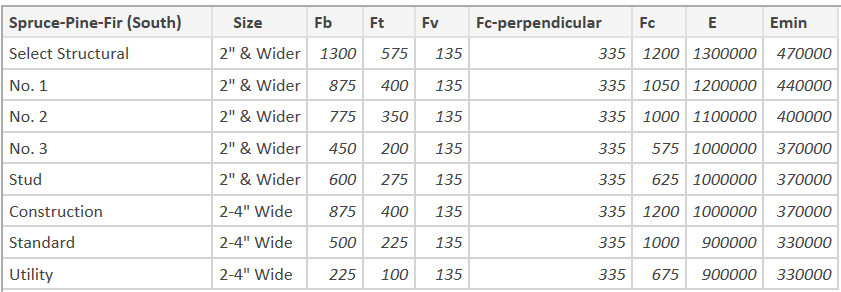 Spruce-Pine-Fir (South) Size Fb Ft Fv Fc-perpendicular Fc E Emin
Select Structural 2" & Wider 1300 575 135 335 1200 1300000 470000
No. 1 2" & Wider 875 400 135 335 1050 1200000 440000
No. 2 2" & Wider 775 350 135 335 1000 1100000 400000
No. 3 2" & Wider 450 200 135 335 575 1000000 370000
Stud 2" & Wider 600 275 135 335 625 1000000 370000
Construction 2-4" Wide 875 400 135 335 1200 1000000 370000
Standard 2-4" Wide 500 225 135 335 1000 900000 330000
Utility 2-4" Wide 225 100 135 335 675 900000 330000